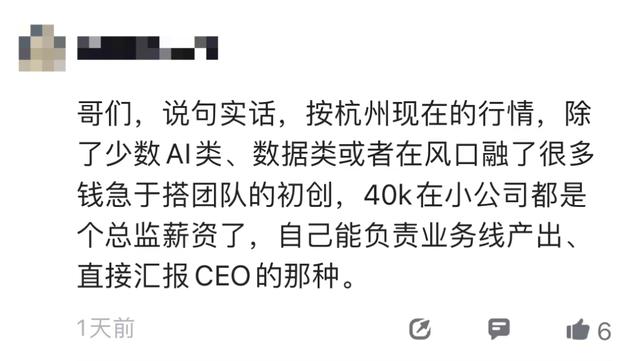 哥们，说句实话，按杭州现在的行情，除
了少数AI类、数据类或者在风口融了很多
钱急于搭团队的初创，40k在小公司都是
个总监薪资了，自己能负责业务线产出、
直接汇报CEO的那种。
1天前
6